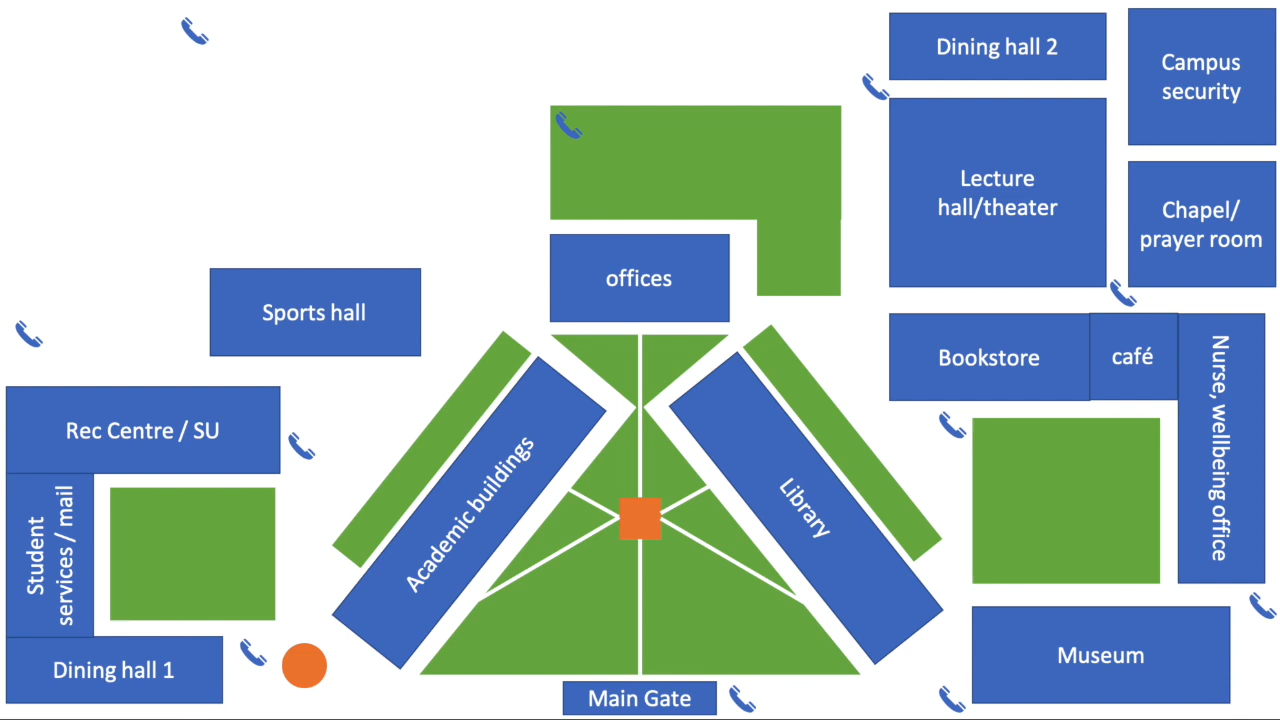 Dining hall 2
Campus
security
Lecture
hall/theater
Chapel/
prayer room
offices
Sports hall
Bookstore
café
Nurse, wellbeing office
Rec Centre / SU
Academic buildings
Library
Student
services / mail
Dining hall 1
Museum
Main Gate